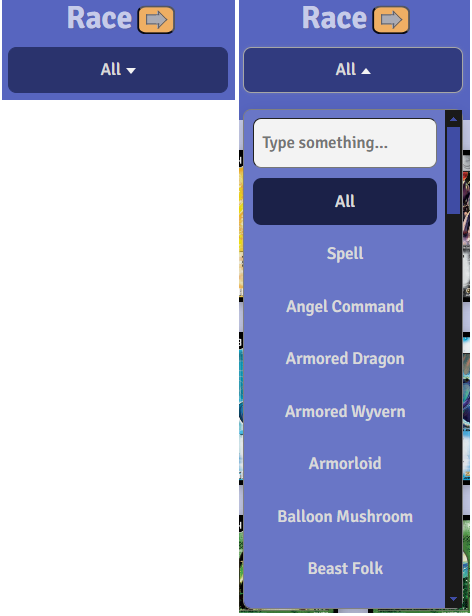 Race
All
Race
All
Type something...
All
Spell
Angel Command
Armored Dragon
Armored Wyvern
Armorloid
Balloon Mushroom
Beast Folk